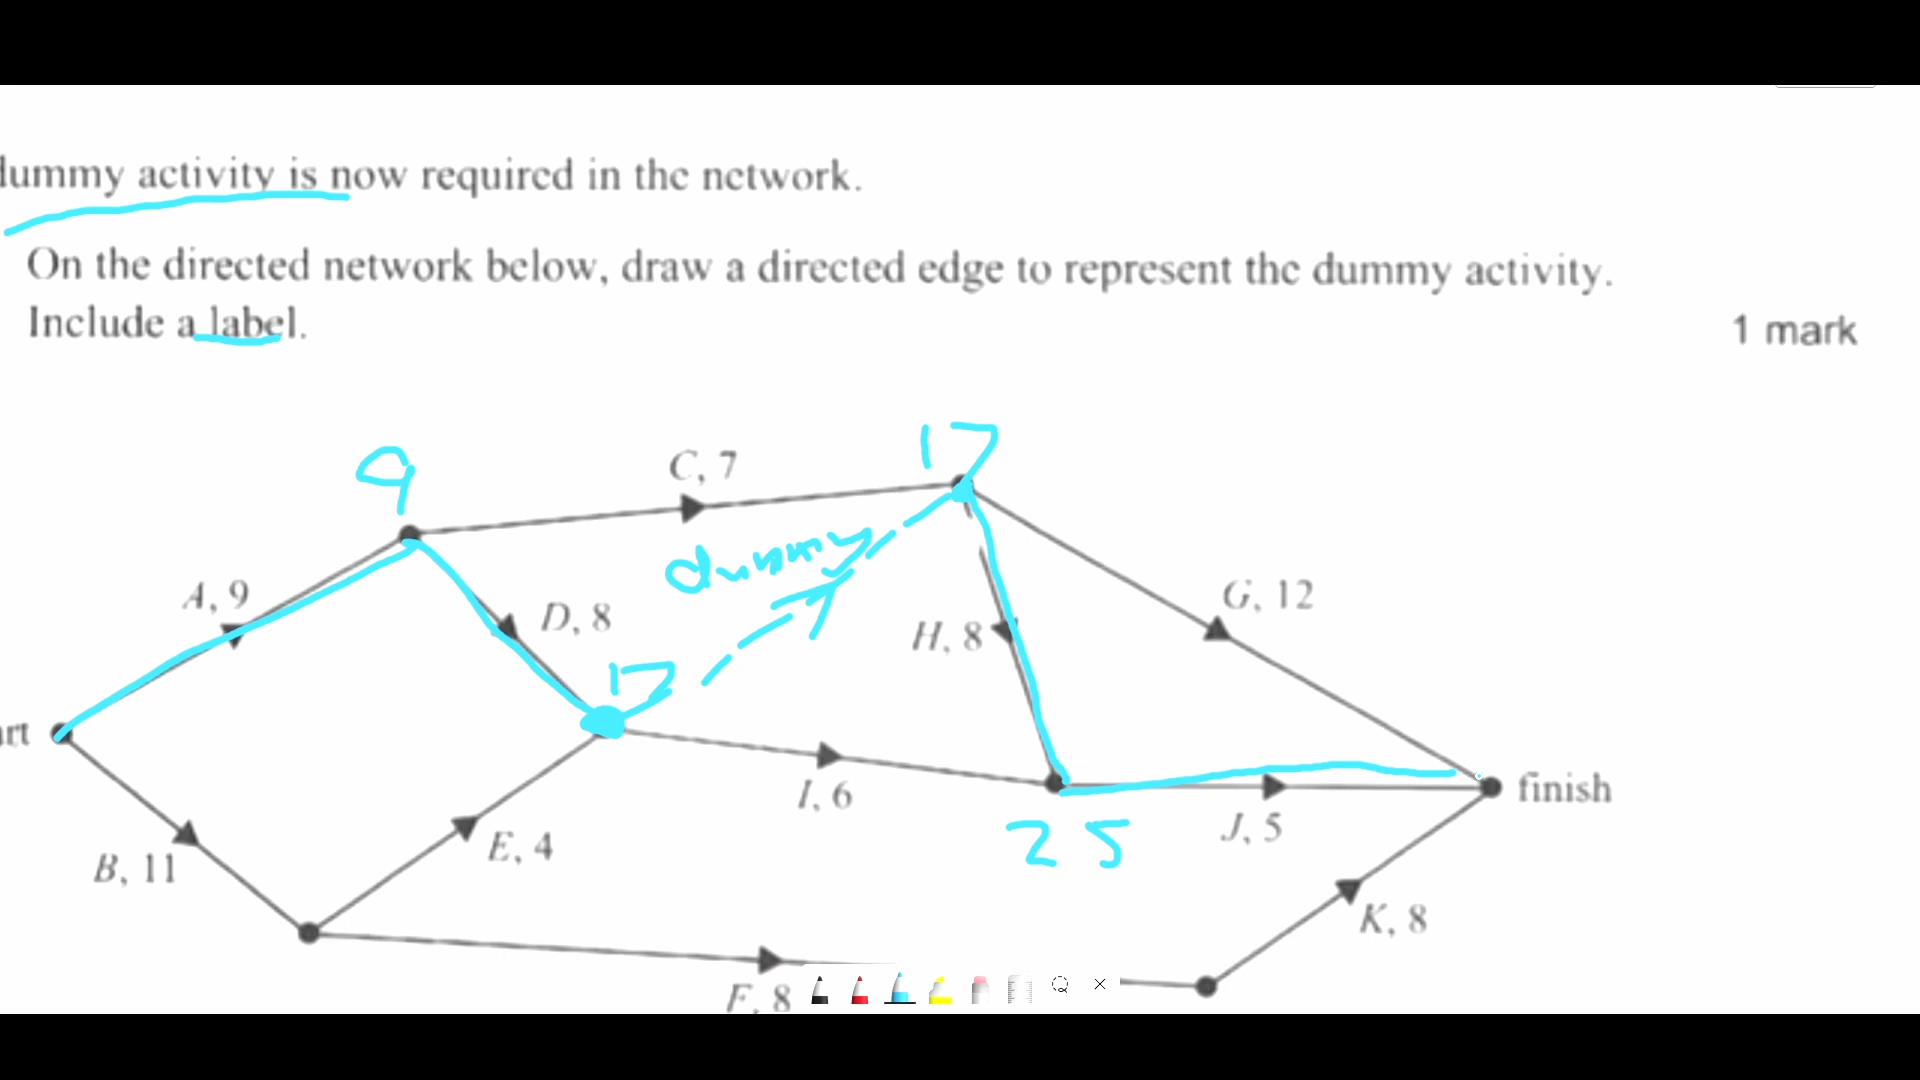 dummy activity is now required in the network.
On the directed network below, draw a directed edge to represent the dummy activity.
Include a label.
1 mark
9
C, 7
17
dummy
A, 9
D, 8
G, 12
H, 8
17
art
I, 6
finish
25
J, 5
B, 11
E, 4
K, 8
F, 8